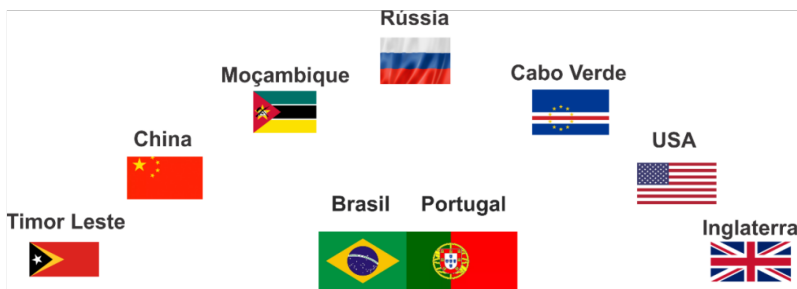 Rússia
Moçambique
Cabo Verde
China
USA
Brasil
Portugal
Timor Leste
Inglaterra